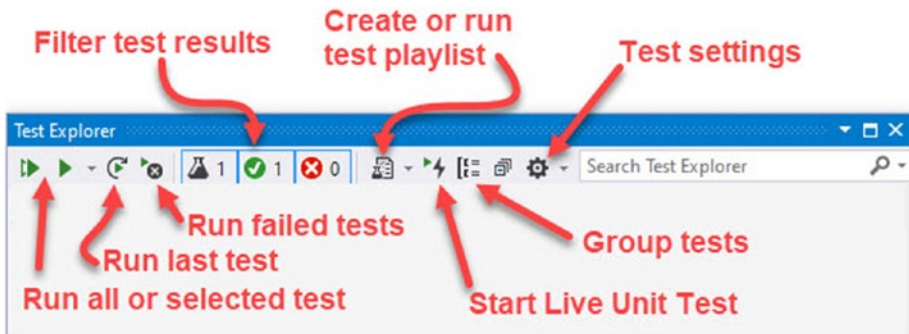 Create or run
Filter test results
test playlist
Test settings
Test Explorer
1 1 0 Search Test Explorer
Run failed tests
Group tests
Run last test
Run all or selected test
Start Live Unit Test